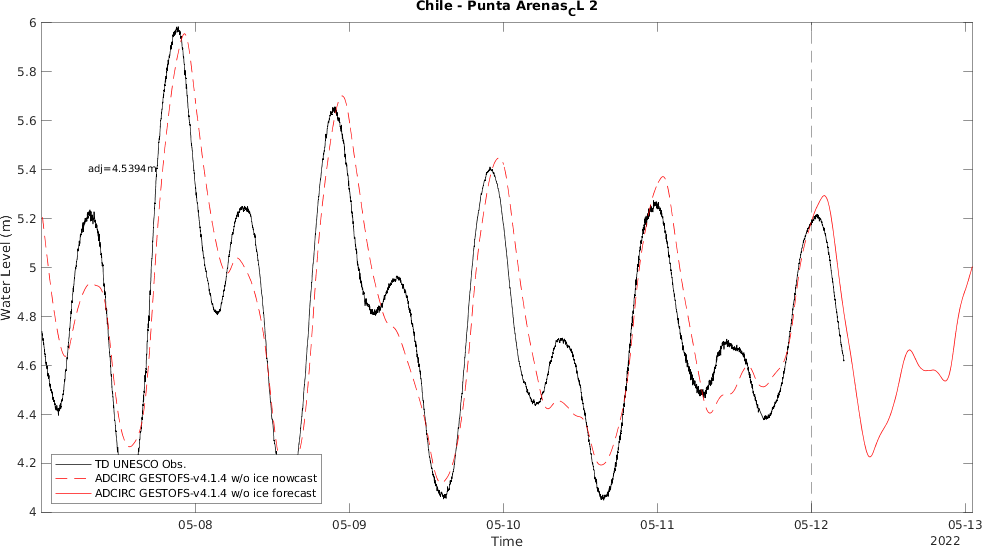 Chile - Punta Arenas_CL 2
6
5.8
5.6
5.4
5.2
5
4.8
4.6
4.4
4.2
4
Water Level (m)
adj=4.5394m
TD UNESCO Obs.
ADCIRC GESTOFS-v4.1.4 w/o ice nowcast
ADCIRC GESTOFS-v4.1.4 w/o ice forecast
05-08 05-09 05-10 05-11 05-12 05-13
Time
2022